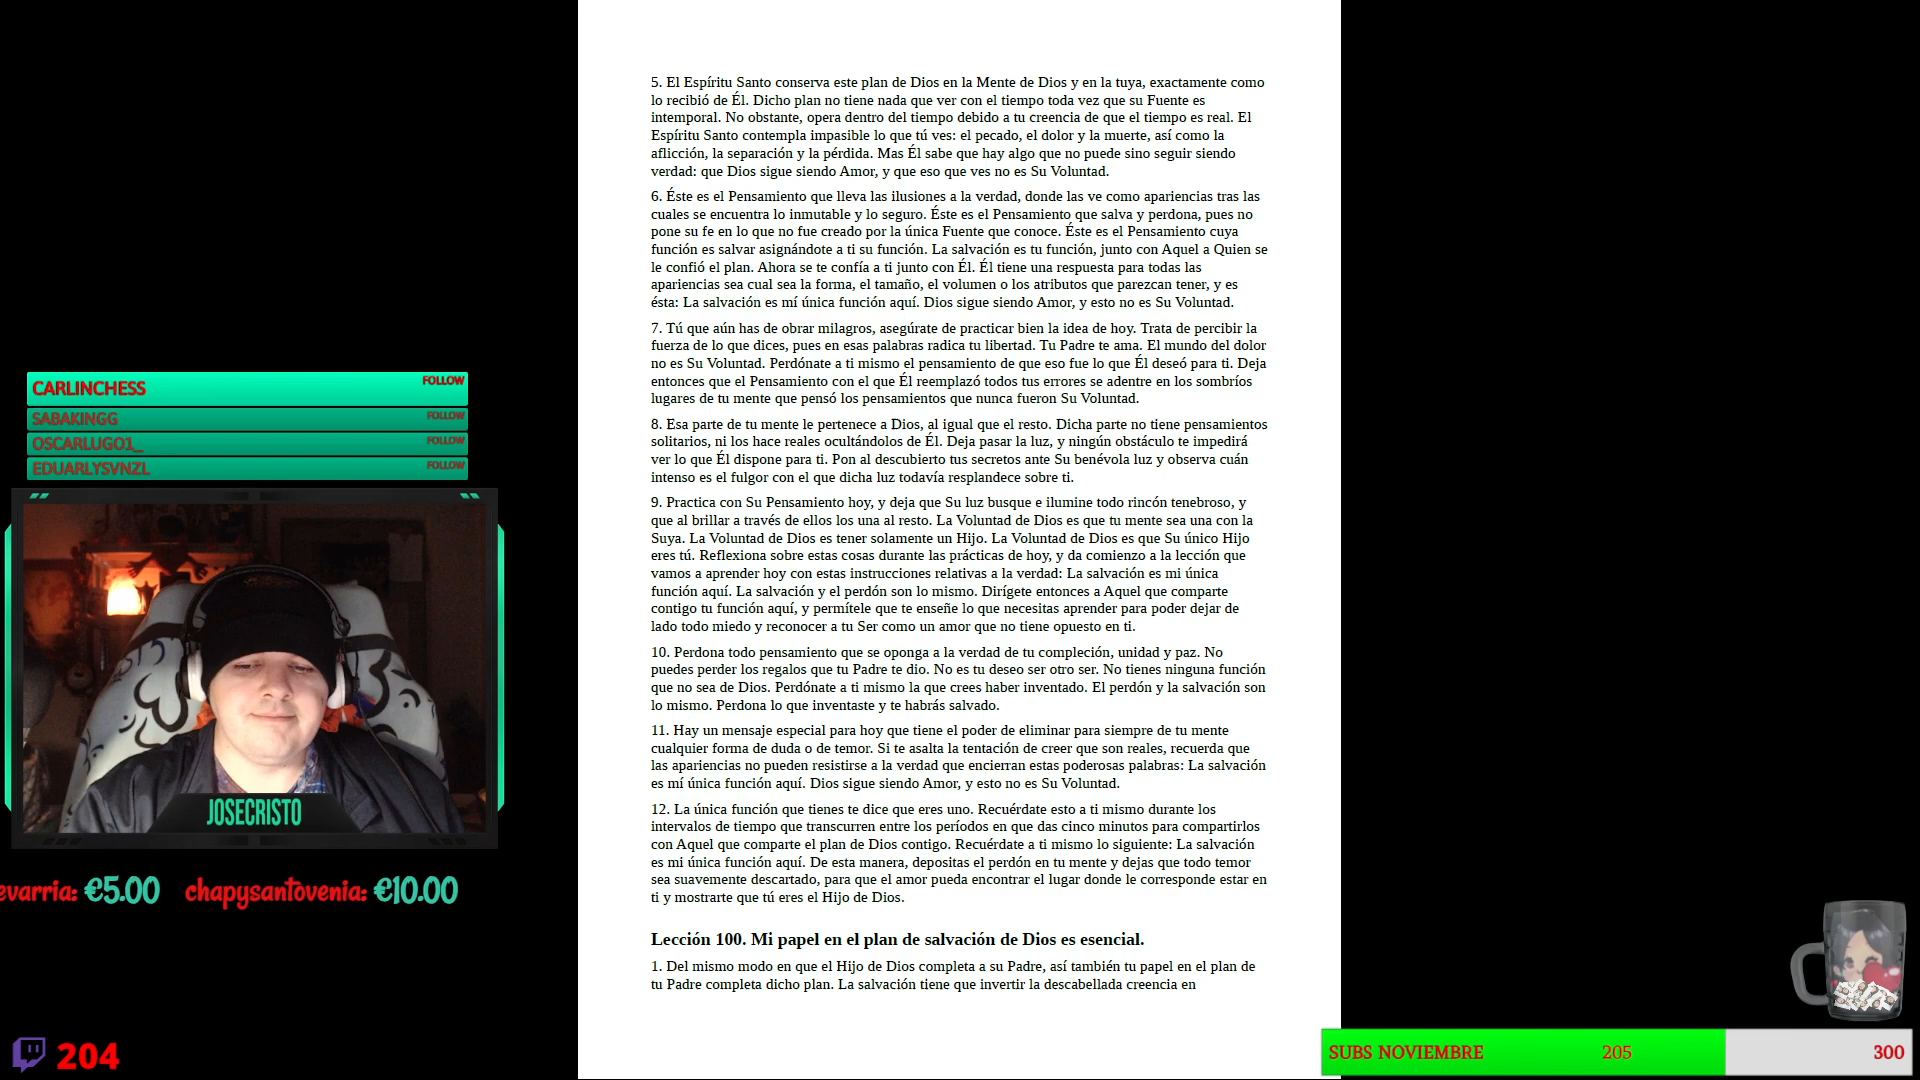 5. El Espíritu Santo conserva este plan de Dios en la Mente de Dios y en la tuya, exactamente como
lo recibió de Él. Dicho plan no tiene nada que ver con el tiempo toda vez que su Fuente es
intemporal. No obstante, opera dentro del tiempo debido a tu creencia de que el tiempo es real. El
Espíritu Santo contempla impasible lo que tú ves: el pecado, el dolor y la muerte, así como la
aflicción, la separación y la pérdida. Mas Él sabe que hay algo que no puede sino seguir siendo
verdad: que Dios sigue siendo Amor, y que eso que ves no es Su Voluntad.
6. Éste es el Pensamiento que lleva las ilusiones a la verdad, donde las ve como apariencias tras las
cuales se encuentra lo inmutable y lo seguro. Éste es el Pensamiento que salva y perdona, pues no
pone su fe en lo que no fue creado por la única Fuente que conoce. Éste es el Pensamiento cuya
función es salvar asignándote a ti su función. La salvación es tu función, junto con Aquel a Quien se
le confió el plan. Ahora se te confía a ti junto con Él. Él tiene una respuesta para todas las
apariencias sea cual sea la forma, el tamaño, el volumen o los atributos que parezcan tener, y es
ésta: La salvación es mí única función aquí. Dios sigue siendo Amor, y esto no es Su Voluntad.
7. Tú que aún has de obrar milagros, asegúrate de practicar bien la idea de hoy. Trata de percibir la
fuerza de lo que dices, pues en esas palabras radica tu libertad. Tu Padre te ama. El mundo del dolor
no es Su Voluntad. Perdónate a ti mismo el pensamiento de que eso fue lo que Él deseó para ti. Deja
entonces que el Pensamiento con el que Él reemplazó todos tus errores se adentre en los sombríos
lugares de tu mente que pensó los pensamientos que nunca fueron Su Voluntad.
8. Esa parte de tu mente le pertenece a Dios, al igual que el resto. Dicha parte no tiene pensamientos
solitarios, ni los hace reales ocultándolos de Él. Deja pasar la luz, y ningún obstáculo te impedirá
ver lo que Él dispone para ti. Pon al descubierto tus secretos ante Su benévola luz y observa cuán
intenso es el fulgor con el que dicha luz todavía resplandece sobre ti.
9. Practica con Su Pensamiento hoy, y deja que Su luz busque e ilumine todo rincón tenebroso, y
que al brillar a través de ellos los una al resto. La Voluntad de Dios es que tu mente sea una con la
Suya. La Voluntad de Dios es tener solamente un Hijo. La Voluntad de Dios es que Su único Hijo
eres tú. Reflexiona sobre estas cosas durante las prácticas de hoy, y da comienzo a la lección que
vamos a aprender hoy con estas instrucciones relativas a la verdad: La salvación es mi única
función aquí. La salvación y el perdón son lo mismo. Dirígete entonces a Aquel que comparte
contigo tu función aquí, y permítele que te enseñe lo que necesitas aprender para poder dejar de
lado todo miedo y reconocer a tu Ser como un amor que no tiene opuesto en ti.
10. Perdona todo pensamiento que se oponga a la verdad de tu compleción, unidad y paz. No
puedes perder los regalos que tu Padre te dio. No es tu deseo ser otro ser. No tienes ninguna función
que no sea de Dios. Perdónate a ti mismo la que crees haber inventado. El perdón y la salvación son
lo mismo. Perdona lo que inventaste y te habrás salvado.
11. Hay un mensaje especial para hoy que tiene el poder de eliminar para siempre de tu mente
cualquier forma de duda o de temor. Si te asalta la tentación de creer que son reales, recuerda que
las apariencias no pueden resistirse a la verdad que encierran estas poderosas palabras: La salvación
es mí única función aquí. Dios sigue siendo Amor, y esto no es Su Voluntad.
12. La única función que tienes te dice que eres uno. Recuérdate esto a ti mismo durante los
intervalos de tiempo que transcurren entre los períodos en que das cinco minutos para compartirlos
con Aquel que comparte el plan de Dios contigo. Recuérdate a ti mismo lo siguiente: La salvación
es mi única función aquí. De esta manera, depositas el perdón en tu mente y dejas que todo temor
sea suavemente descartado, para que el amor pueda encontrar el lugar donde le corresponde estar en
ti y mostrarte que tú eres el Hijo de Dios.
Lección 100. Mi papel en el plan de salvación de Dios es esencial.
1. Del mismo modo en que el Hijo de Dios completa a su Padre, así también tu papel en el plan de
tu Padre completa dicho plan. La salvación tiene que invertir la descabellada creencia en
CARLINCHESS FOLLOW
SABAKINGG FOLLOW
OSCARLUGO1_ FOLLOW
EDUARLYSVNZL FOLLOW
JOSECRISTO
evarria: €5.00 chapysantovenia: €10.00
204
SUBS NOVIEMBRE 205 300